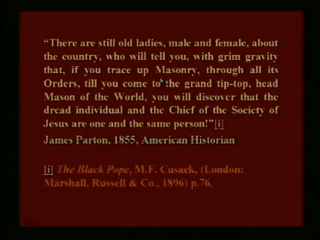 “There are still old ladies, male and female, about
the country, who will tell you, with grim gravity
that, if you trace up Masonry, through all its
Orders, till you come to the grand tip-top, head
Mason of the World, you will discover that the
dread individual and the Chief of the Society of
Jesus are one and the same person!”[i]
James Parton, 1855, American Historian
[i] The Black Pope, M.F. Cusack, (London:
Marshall, Russell & Co., 1896) p.76.